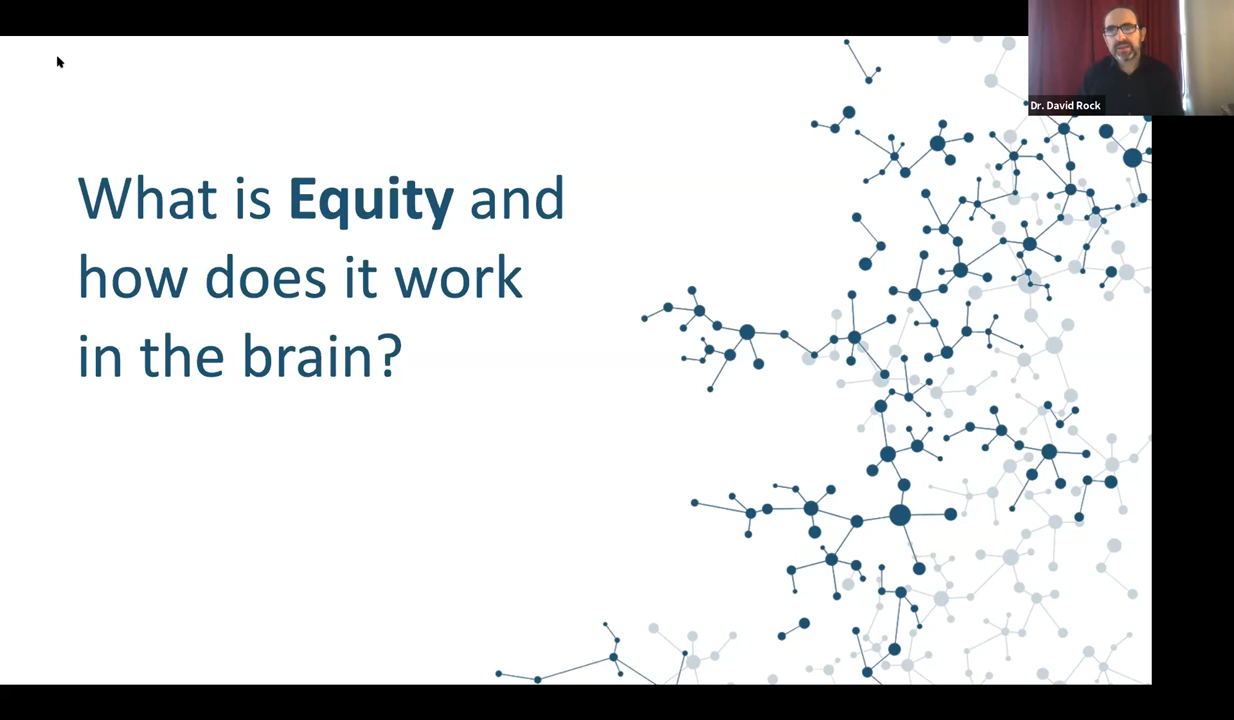 Dr. David Rock
What is Equity and
how does it work
in the brain?